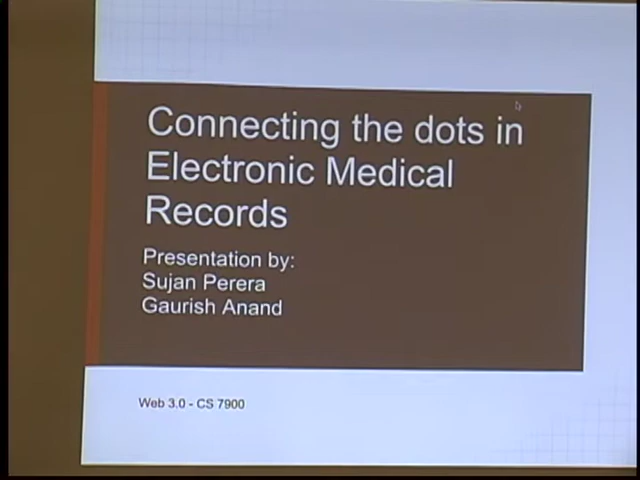 Connecting the dots in
Electronic Medical
Records
Presentation by:
Sujan Perera
Gaurish Anand
Web 3.0 - CS 7900